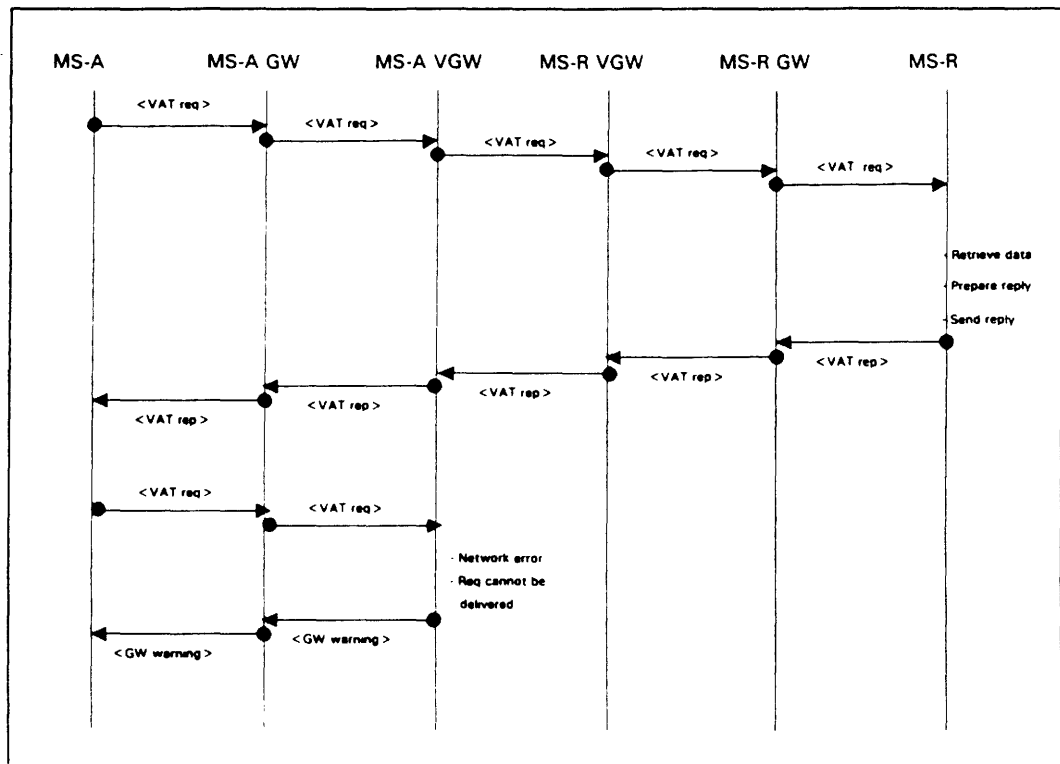 MS-A MS-A GW MS-A VGW MS-R VGW MS-R GW MS-R
<VAT req>
<VAT req>
<VAT req>
<VAT req>
<VAT req>
- Retrieve data
- Prepare reply
- Send reply
<VAT rep>
<VAT rep>
<VAT rep>
<VAT rep>
<VAT rep>
<VAT req>
<VAT req>
- Network error
- Req cannot be
delivered
<GW warning>
<GW warning>